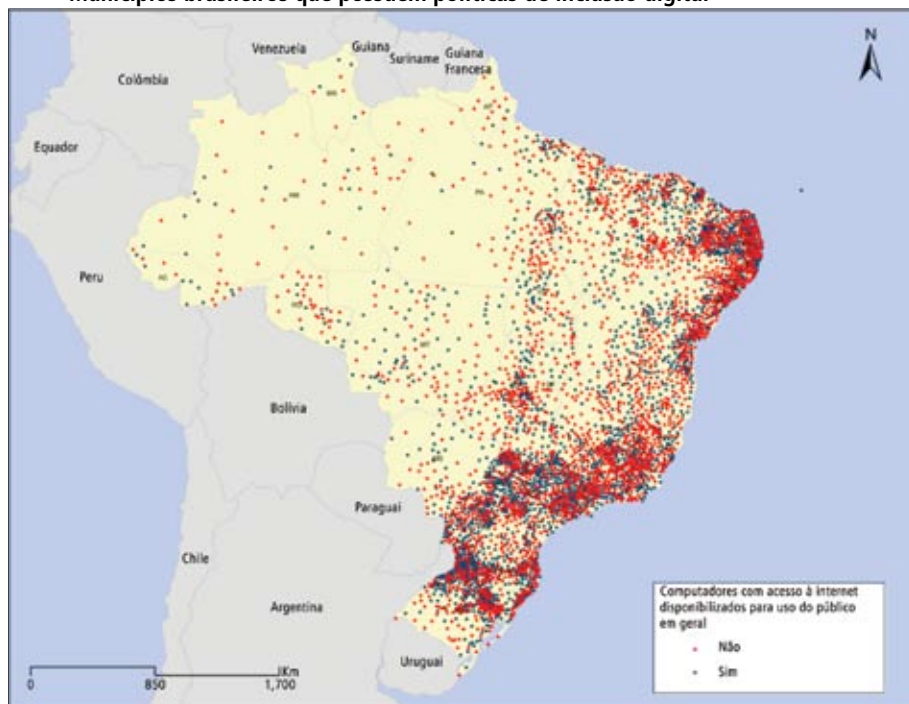 Municípios brasileiros que possuem políticas de inclusão digital
N
Venezuela
Guiana
Suriname
Guiana
Francesa
Colômbia
Equador
Peru
Bolívia
Paraguai
Chile
Argentina
Uruguai
Km
0
850
1,700
Computadores com acesso à internet
disponibilizados para uso do público
em geral
Não
Sim